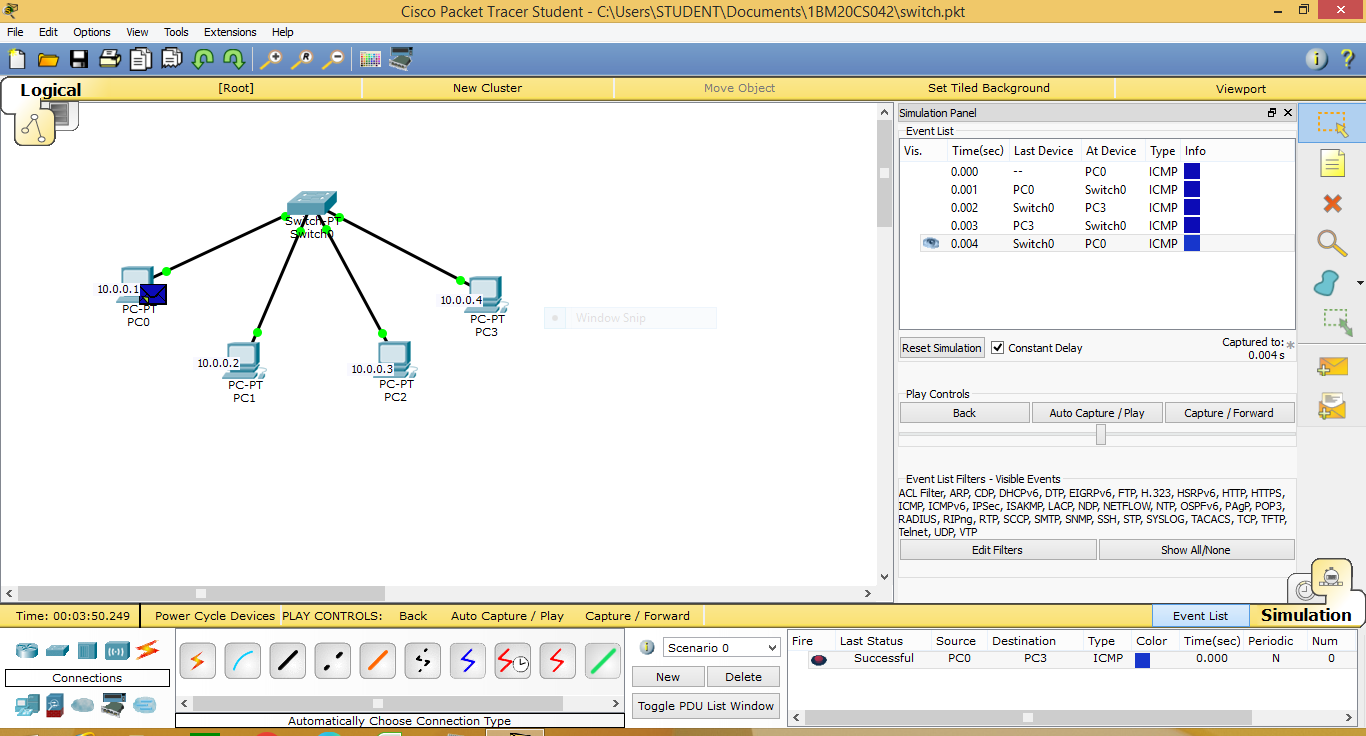 Cisco Packet Tracer Student - C:\Users\STUDENT\Documents\1BM20CS042\switch.pkt
File Edit Options View Tools Extensions Help
Logical [Root] New Cluster Move Object Set Tiled Background Viewport
Switch-PT
Switch0
10.0.0.1
PC-PT
PC0
10.0.0.2
PC-PT
PC1
10.0.0.3
PC-PT
PC2
10.0.0.4
PC-PT
PC3
Window Snip
Simulation Panel
Event List
Vis. Time(sec) Last Device At Device Type Info
0.000 -- PC0 ICMP
0.001 PC0 Switch0 ICMP
0.002 Switch0 PC3 ICMP
0.003 PC3 Switch0 ICMP
0.004 Switch0 PC0 ICMP
Reset Simulation Constant Delay Captured to: *
0.004 s
Play Controls
Back Auto Capture / Play Capture / Forward
Event List Filters - Visible Events
ACL Filter, ARP, CDP, DHCPv6, DTP, EIGRPv6, FTP, H.323, HSRPv6, HTTP, HTTPS,
ICMP, ICMPv6, IPSec, ISAKMP, LACP, NDP, NETFLOW, NTP, OSPFv6, PAgP, POP3,
RADIUS, RIPng, RTP, SCCP, SMTP, SNMP, SSH, STP, SYSLOG, TACACS, TCP, TFTP,
Telnet, UDP, VTP
Edit Filters Show All/None
Time: 00:03:50.249 Power Cycle Devices PLAY CONTROLS: Back Auto Capture / Play Capture / Forward Event List Simulation
Connections
Automatically Choose Connection Type
Scenario 0
New Delete
Toggle PDU List Window
Fire Last Status Source Destination Type Color Time(sec) Periodic Num
Successful PC0 PC3 ICMP 0.000 N 0